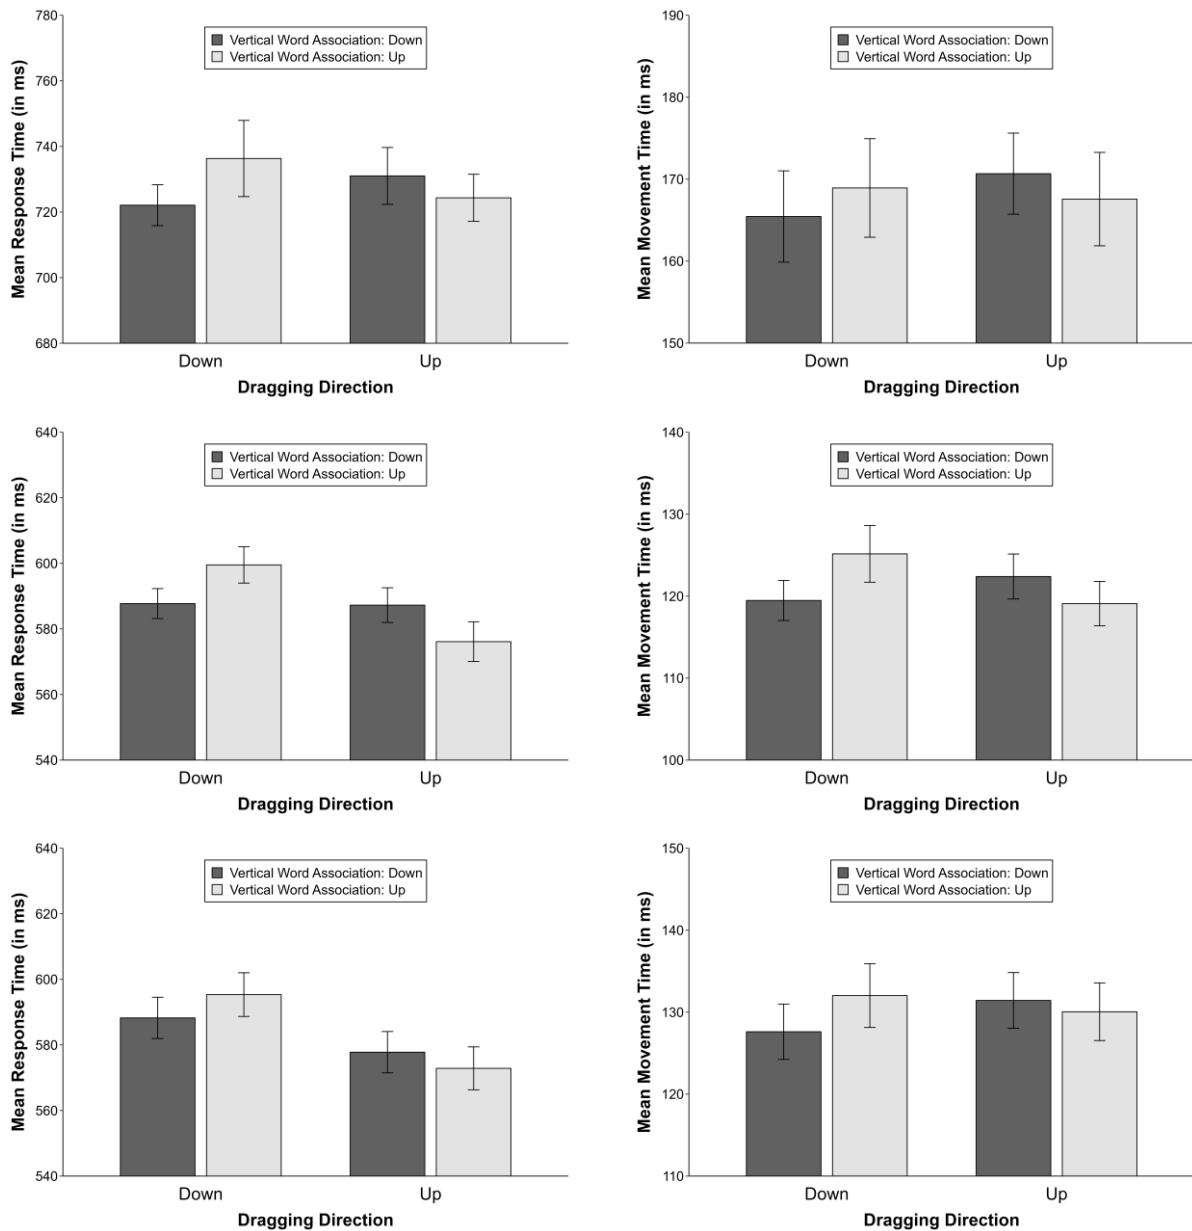 780
760
740
720
700
680
Mean Response Time (in ms)
Vertical Word Association: Down
Vertical Word Association: Up
Down
Up
Dragging Direction
190
180
170
160
150
Mean Movement Time (in ms)
Vertical Word Association: Down
Vertical Word Association: Up
Down
Up
Dragging Direction
640
620
600
580
560
540
Mean Response Time (in ms)
Vertical Word Association: Down
Vertical Word Association: Up
Down
Up
Dragging Direction
140
130
120
110
100
Mean Movement Time (in ms)
Vertical Word Association: Down
Vertical Word Association: Up
Down
Up
Dragging Direction
640
620
600
580
560
540
Mean Response Time (in ms)
Vertical Word Association: Down
Vertical Word Association: Up
Down
Up
Dragging Direction
150
140
130
120
110
Mean Movement Time (in ms)
Vertical Word Association: Down
Vertical Word Association: Up
Down
Up
Dragging Direction